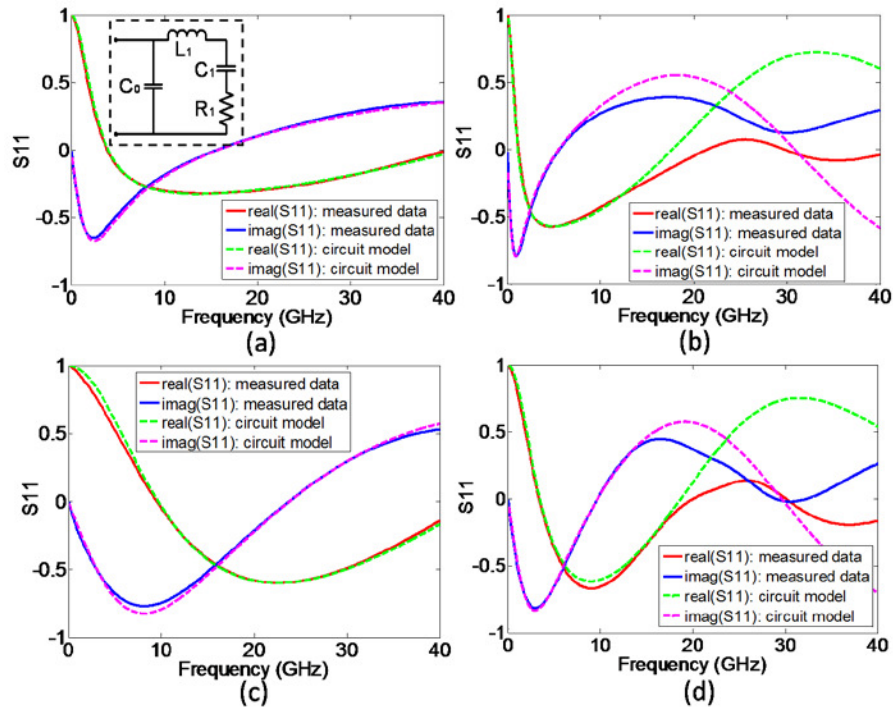 1
0.5
0
−0.5
−1
S11
L1
C0
C1
R1
real(S11): measured data
imag(S11): measured data
real(S11): circuit model
imag(S11): circuit model
0 10 20 30 40
Frequency (GHz)
(a)
1
0.5
0
−0.5
−1
S11
real(S11): measured data
imag(S11): measured data
real(S11): circuit model
imag(S11): circuit model
0 10 20 30 40
Frequency (GHz)
(b)
1
0.5
0
−0.5
−1
S11
real(S11): measured data
imag(S11): measured data
real(S11): circuit model
imag(S11): circuit model
0 10 20 30 40
Frequency (GHz)
(c)
1
0.5
0
−0.5
−1
S11
real(S11): measured data
imag(S11): measured data
real(S11): circuit model
imag(S11): circuit model
0 10 20 30 40
Frequency (GHz)
(d)